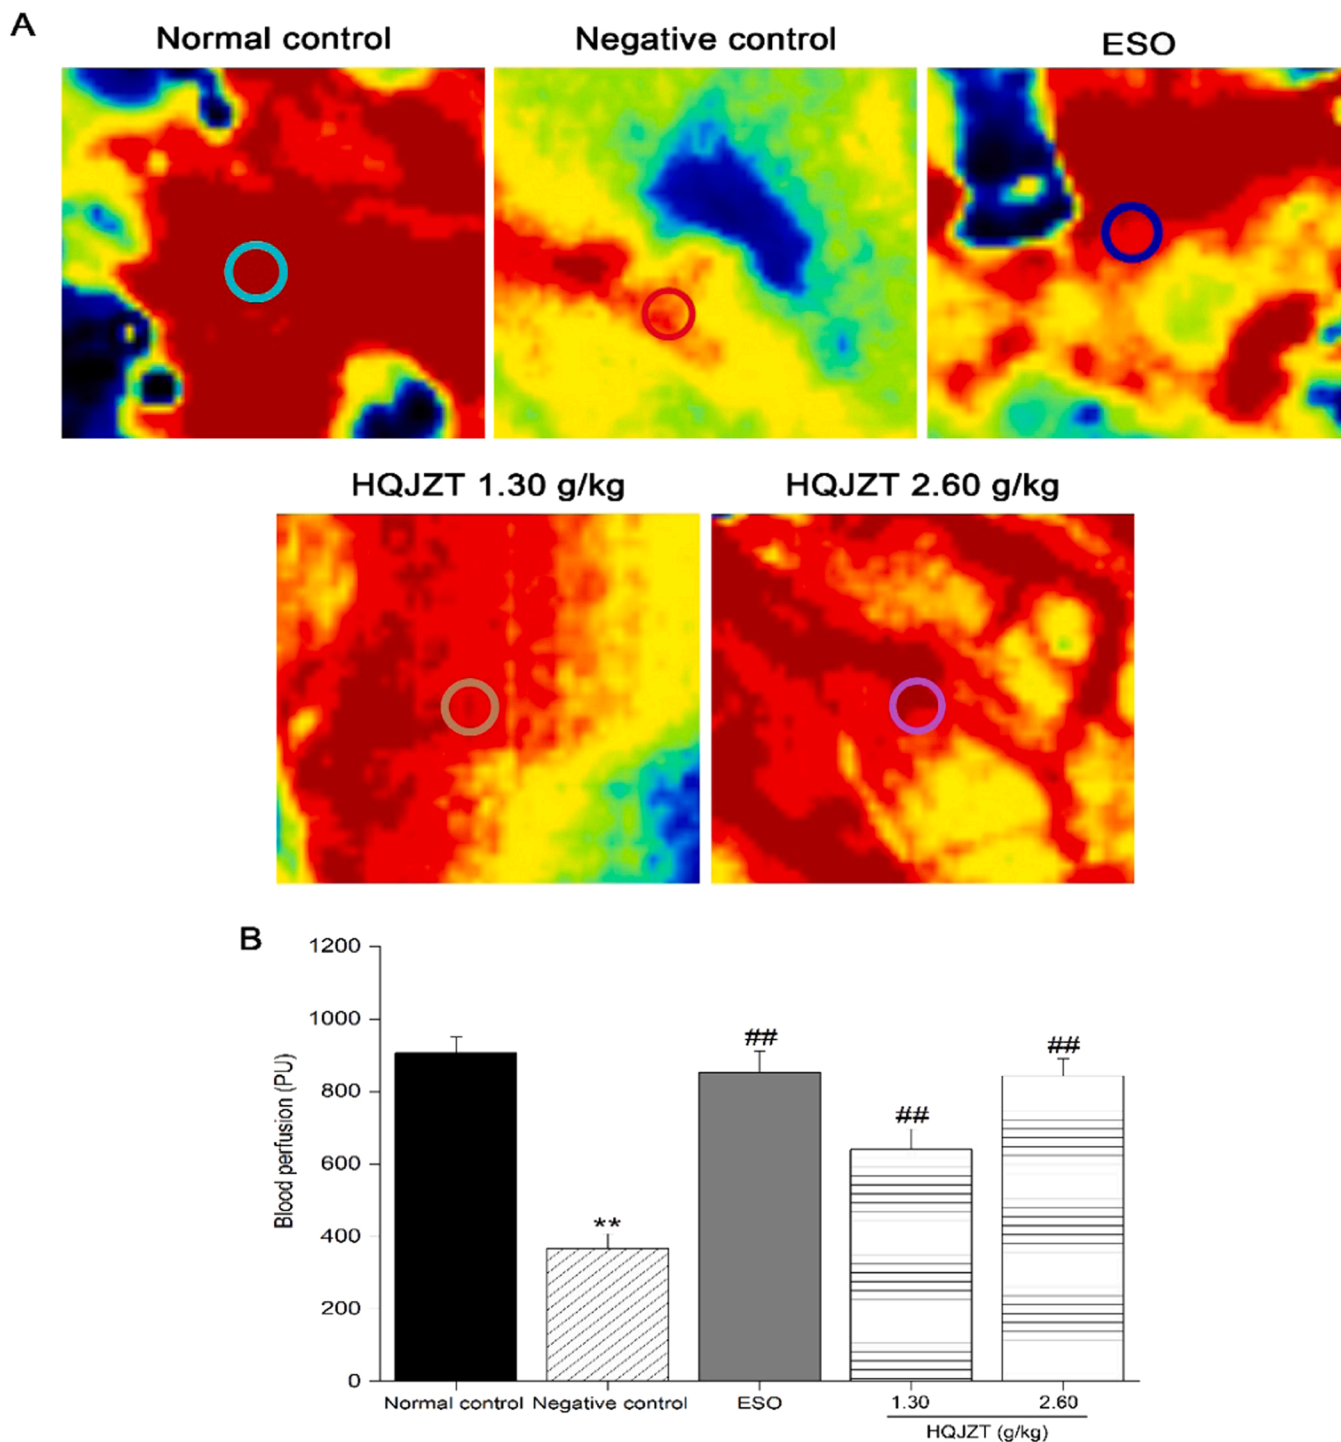 A
Normal control
Negative control
ESO
HQJZT 1.30 g/kg
HQJZT 2.60 g/kg
B
Blood perfusion (PU)
1200
1000
800
600
400
200
0
**
##
##
##
Normal control
Negative control
ESO
1.30
2.60
HQJZT (g/kg)